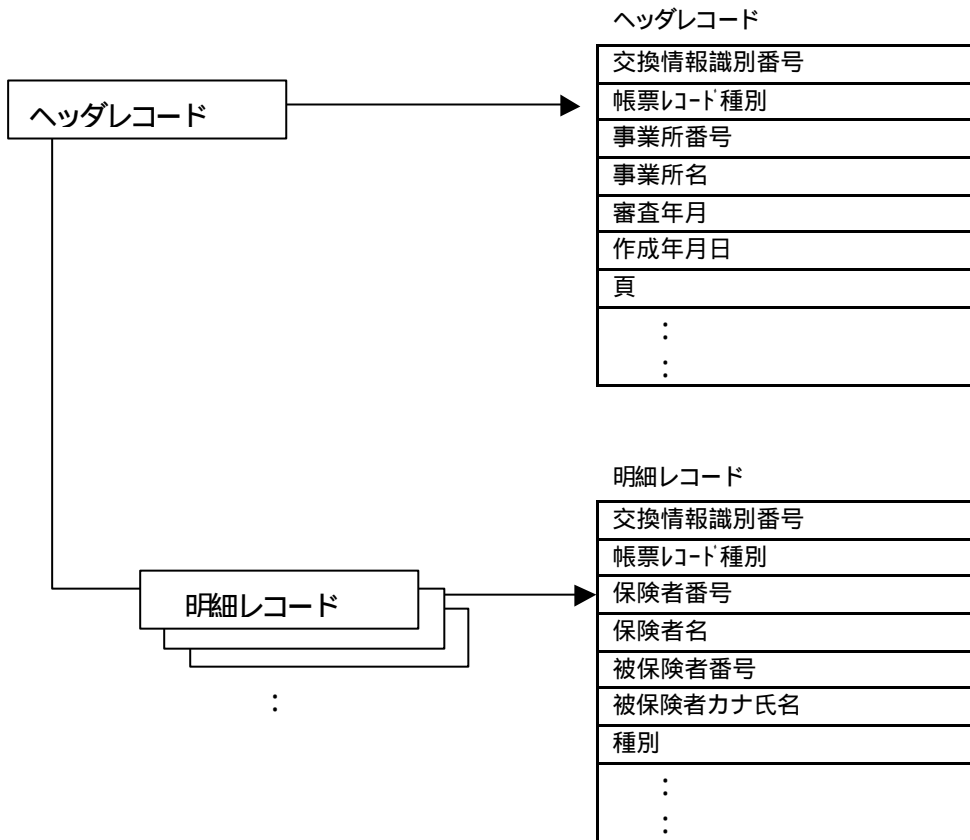 ヘッダレコード
ヘッダレコード
交換情報識別番号
帳票ﾚｺｰﾄﾞ種別
事業所番号
事業所名
審査年月
作成年月日
頁
：
：
明細レコード
明細レコード
：
交換情報識別番号
帳票ﾚｺｰﾄﾞ種別
保険者番号
保険者名
被保険者番号
被保険者カナ氏名
種別
：
：